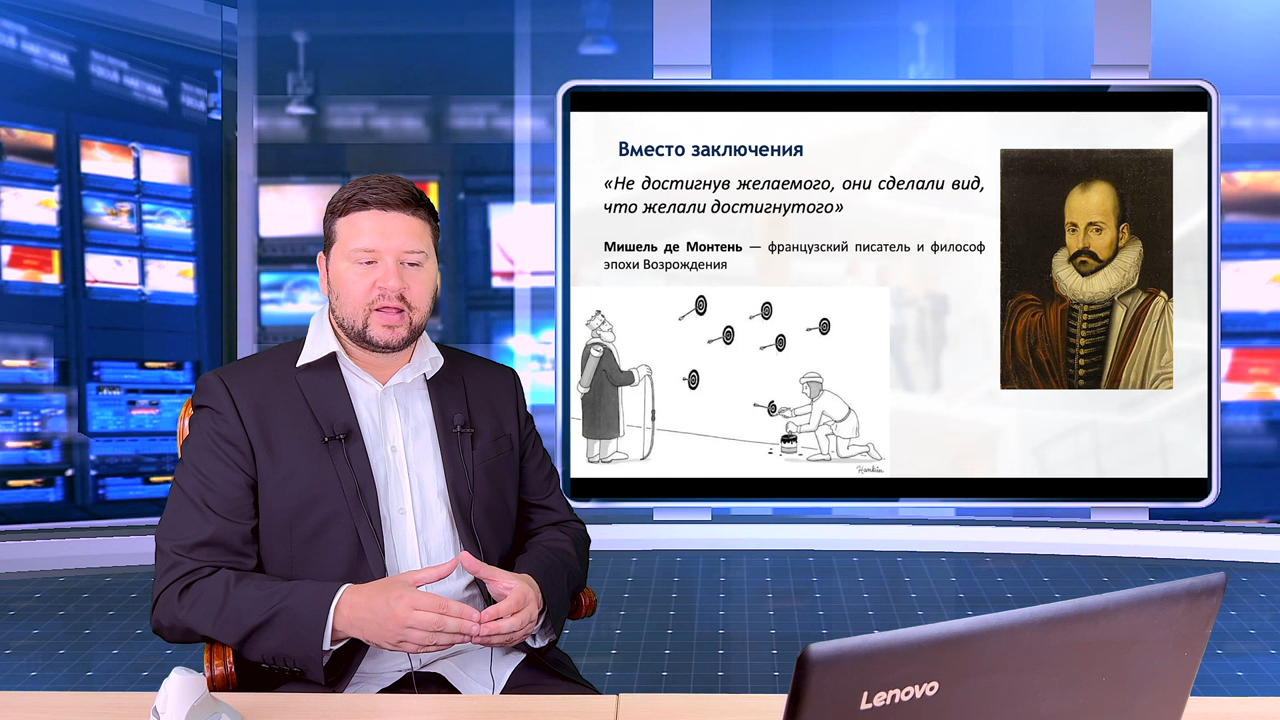 Вместо заключения
«Не достигнув желаемого, они сделали вид,
что желали достигнутого»
Мишель де Монтень — французский писатель и философ
эпохи Возрождения
Lenovo